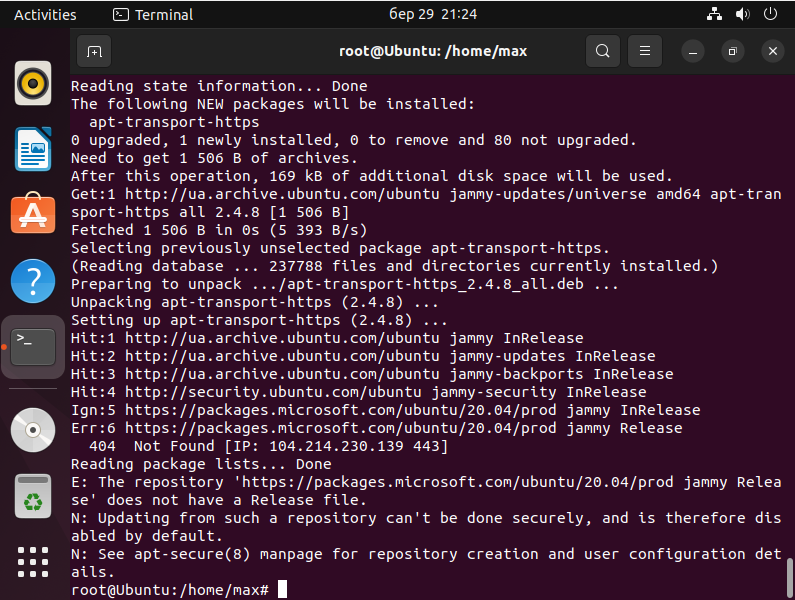 Activities Terminal бер 29 21:24
root@Ubuntu: /home/max
Reading state information... Done
The following NEW packages will be installed:
  apt-transport-https
0 upgraded, 1 newly installed, 0 to remove and 80 not upgraded.
Need to get 1 506 B of archives.
After this operation, 169 kB of additional disk space will be used.
Get:1 http://ua.archive.ubuntu.com/ubuntu jammy-updates/universe amd64 apt-tran
sport-https all 2.4.8 [1 506 B]
Fetched 1 506 B in 0s (5 393 B/s)
Selecting previously unselected package apt-transport-https.
(Reading database ... 237788 files and directories currently installed.)
Preparing to unpack .../apt-transport-https_2.4.8_all.deb ...
Unpacking apt-transport-https (2.4.8) ...
Setting up apt-transport-https (2.4.8) ...
Hit:1 http://ua.archive.ubuntu.com/ubuntu jammy InRelease
Hit:2 http://ua.archive.ubuntu.com/ubuntu jammy-updates InRelease
Hit:3 http://ua.archive.ubuntu.com/ubuntu jammy-backports InRelease
Hit:4 http://security.ubuntu.com/ubuntu jammy-security InRelease
Ign:5 https://packages.microsoft.com/ubuntu/20.04/prod jammy InRelease
Err:6 https://packages.microsoft.com/ubuntu/20.04/prod jammy Release
  404  Not Found [IP: 104.214.230.139 443]
Reading package lists... Done
E: The repository 'https://packages.microsoft.com/ubuntu/20.04/prod jammy Relea
se' does not have a Release file.
N: Updating from such a repository can't be done securely, and is therefore dis
abled by default.
N: See apt-secure(8) manpage for repository creation and user configuration det
ails.
root@Ubuntu:/home/max#